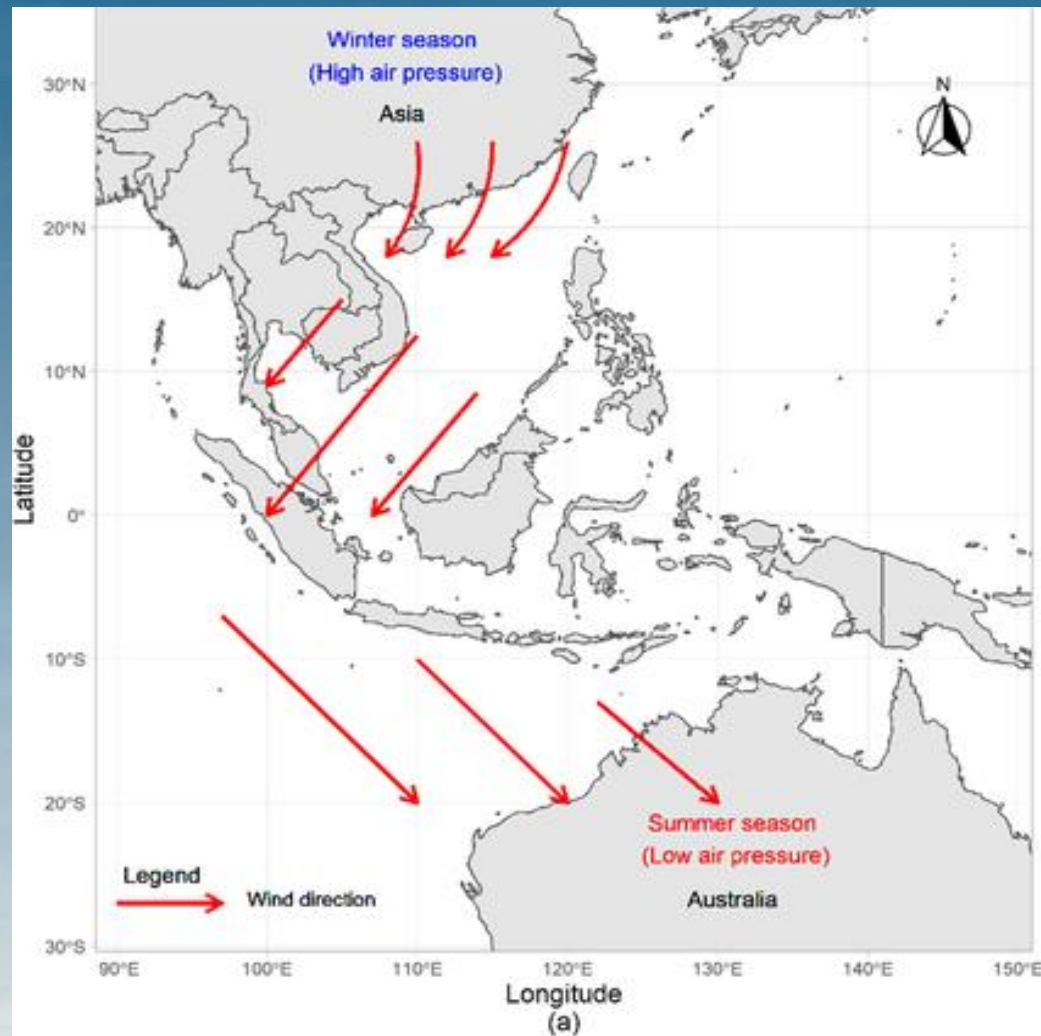 Winter season
(High air pressure)
Asia
N
30°N
20°N
10°N
0°
10°S
20°S
30°S
Latitude
Summer season
(Low air pressure)
Australia
Legend
Wind direction
90°E
100°E
110°E
120°E
130°E
140°E
150°E
Longitude
(a)